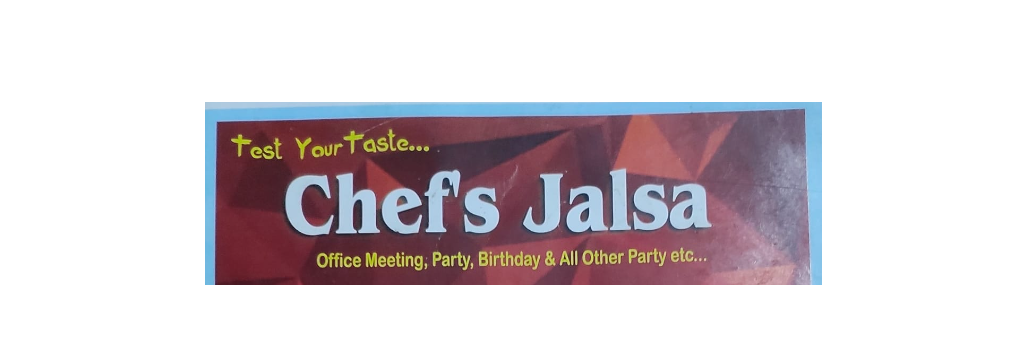 Test Your Taste...
Chef's Jalsa
Office Meeting, Party, Birthday & All Other Party etc...